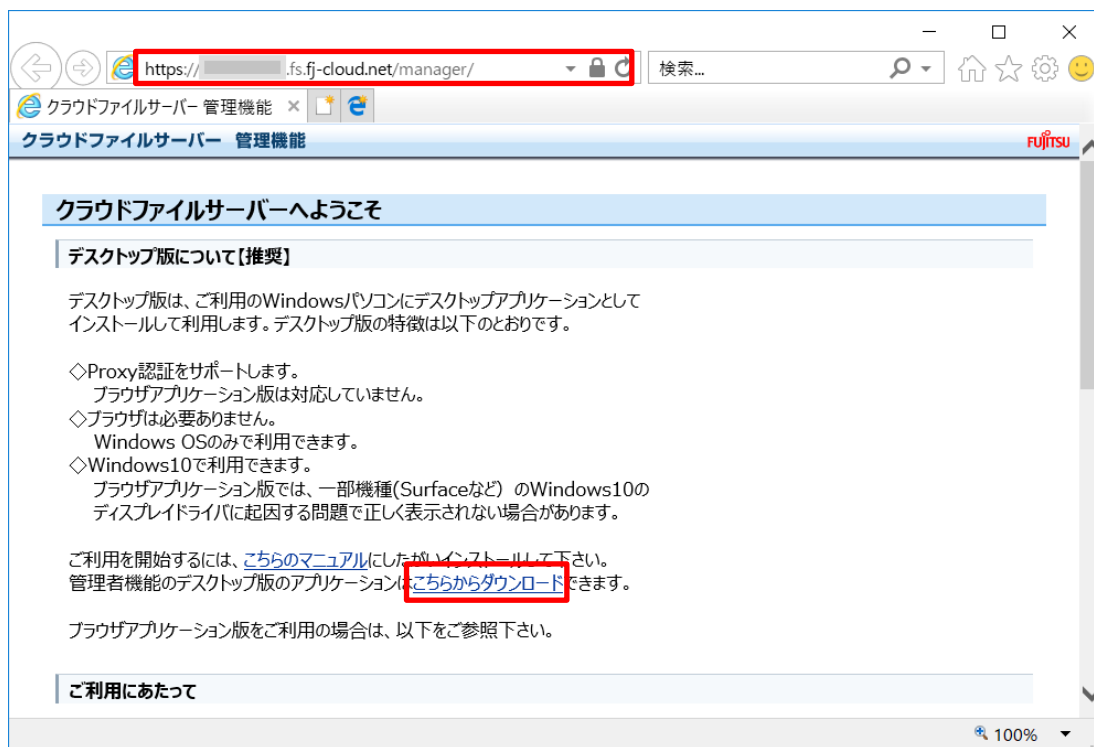 https://
.fs.fj-cloud.net/manager/
検索...
クラウドファイルサーバー 管理機能
クラウドファイルサーバー 管理機能
FUJITSU
クラウドファイルサーバーへようこそ
デスクトップ版について【推奨】
デスクトップ版は、ご利用のWindowsパソコンにデスクトップアプリケーションとして
インストールして利用します。デスクトップ版の特徴は以下のとおりです。
◇Proxy認証をサポートします。
ブラウザアプリケーション版は対応していません。
◇ブラウザは必要ありません。
Windows OSのみで利用できます。
◇Windows10で利用できます。
ブラウザアプリケーション版では、一部機種(Surfaceなど) のWindows10の
ディスプレイドライバに起因する問題で正しく表示されない場合があります。
ご利用を開始するには、こちらのマニュアルにしたがいインストールして下さい。
管理者機能のデスクトップ版のアプリケーションはこちらからダウンロードできます。
ブラウザアプリケーション版をご利用の場合は、以下をご参照下さい。
ご利用にあたって
100%